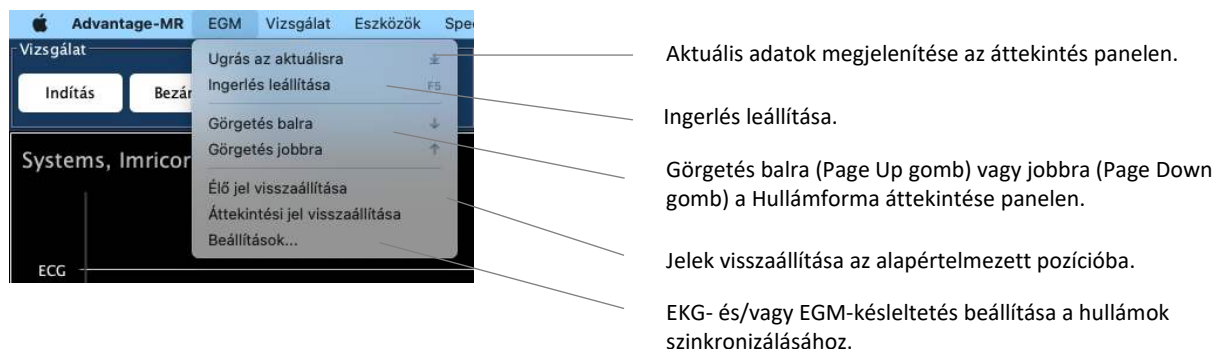 Advantage-MR EGM Vizsgálat Eszközök
Vizsgálat
Indítás
Ugrás az aktuálisra
Ingerlés leállítása F5
Görgetés balra ↓
Görgetés jobbra ↑
Élő jel visszaállítása
Áttekintési jel visszaállítása
Beállítások...
Systems, Imricor
ECG
Aktuális adatok megjelenítése az áttekintés panelen.
Ingerlés leállítása.
Görgetés balra (Page Up gomb) vagy jobbra (Page Down
gomb) a Hullámforma áttekintése panelen.
Jelek visszaállítása az alapértelmezett pozícióba.
EKG- és/vagy EGM-késleltetés beállítása a hullámok
szinkronizálásához.